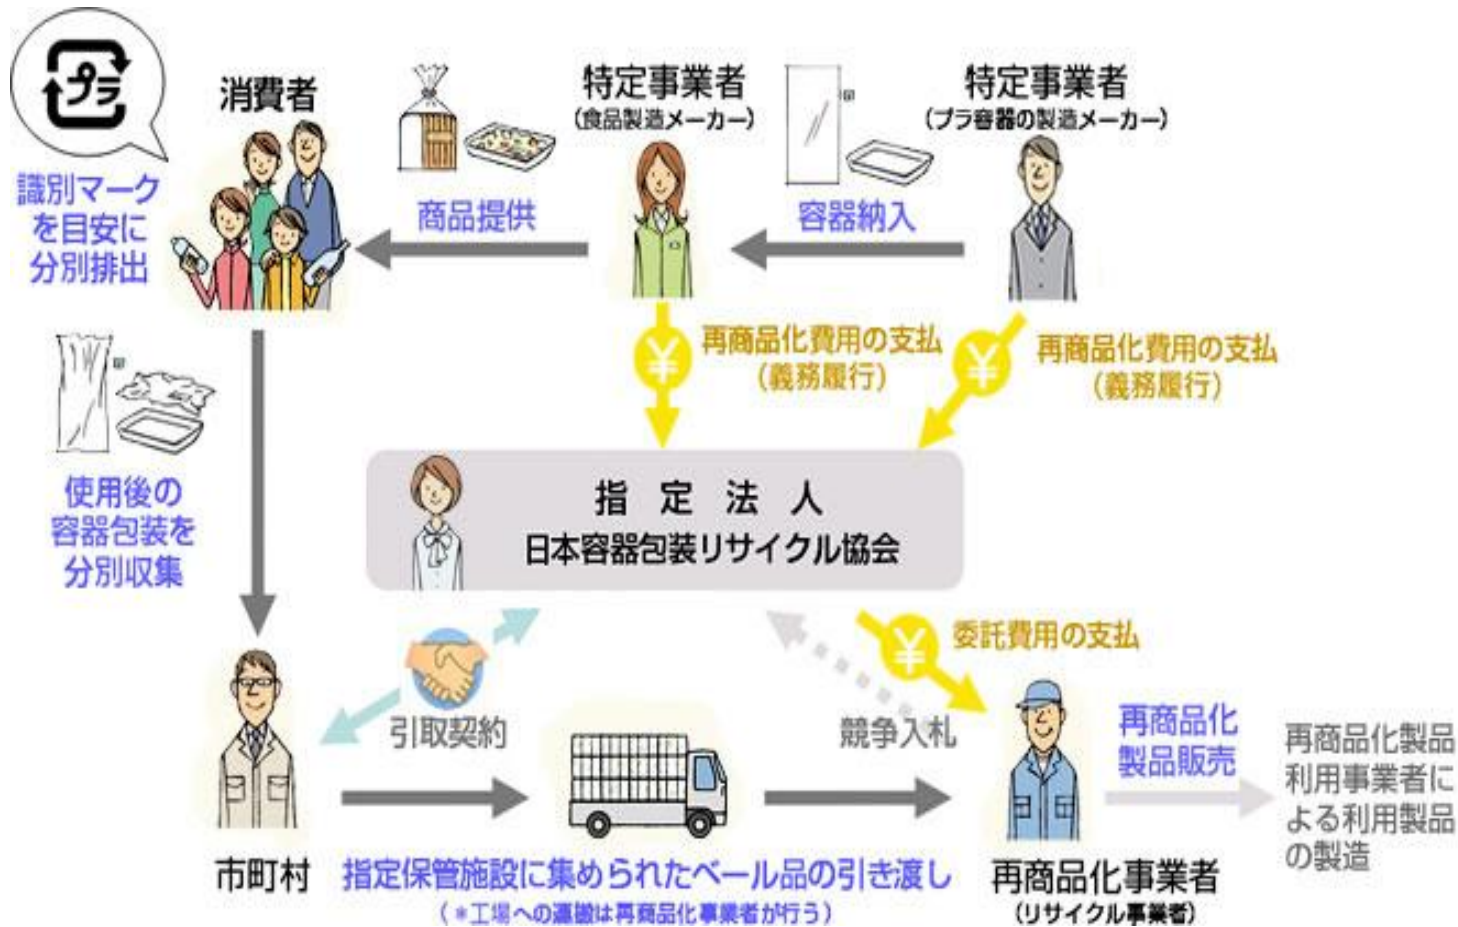 プラ
消費者
識別マーク
を目安に
分別排出
商品提供
特定事業者
(食品製造メーカー)
容器納入
特定事業者
(プラ容器の製造メーカー)
¥
再商品化費用の支払
(義務履行)
¥
再商品化費用の支払
(義務履行)
使用後の
容器包装を
分別収集
指定法人
日本容器包装リサイクル協会
引取契約
競争入札
¥
委託費用の支払
市町村
指定保管施設に集められたベール品の引き渡し
(*工場への運搬は再商品化事業者が行う)
再商品化事業者
(リサイクル事業者)
再商品化
製品販売
再商品化製品
利用事業者に
よる利用製品
の製造